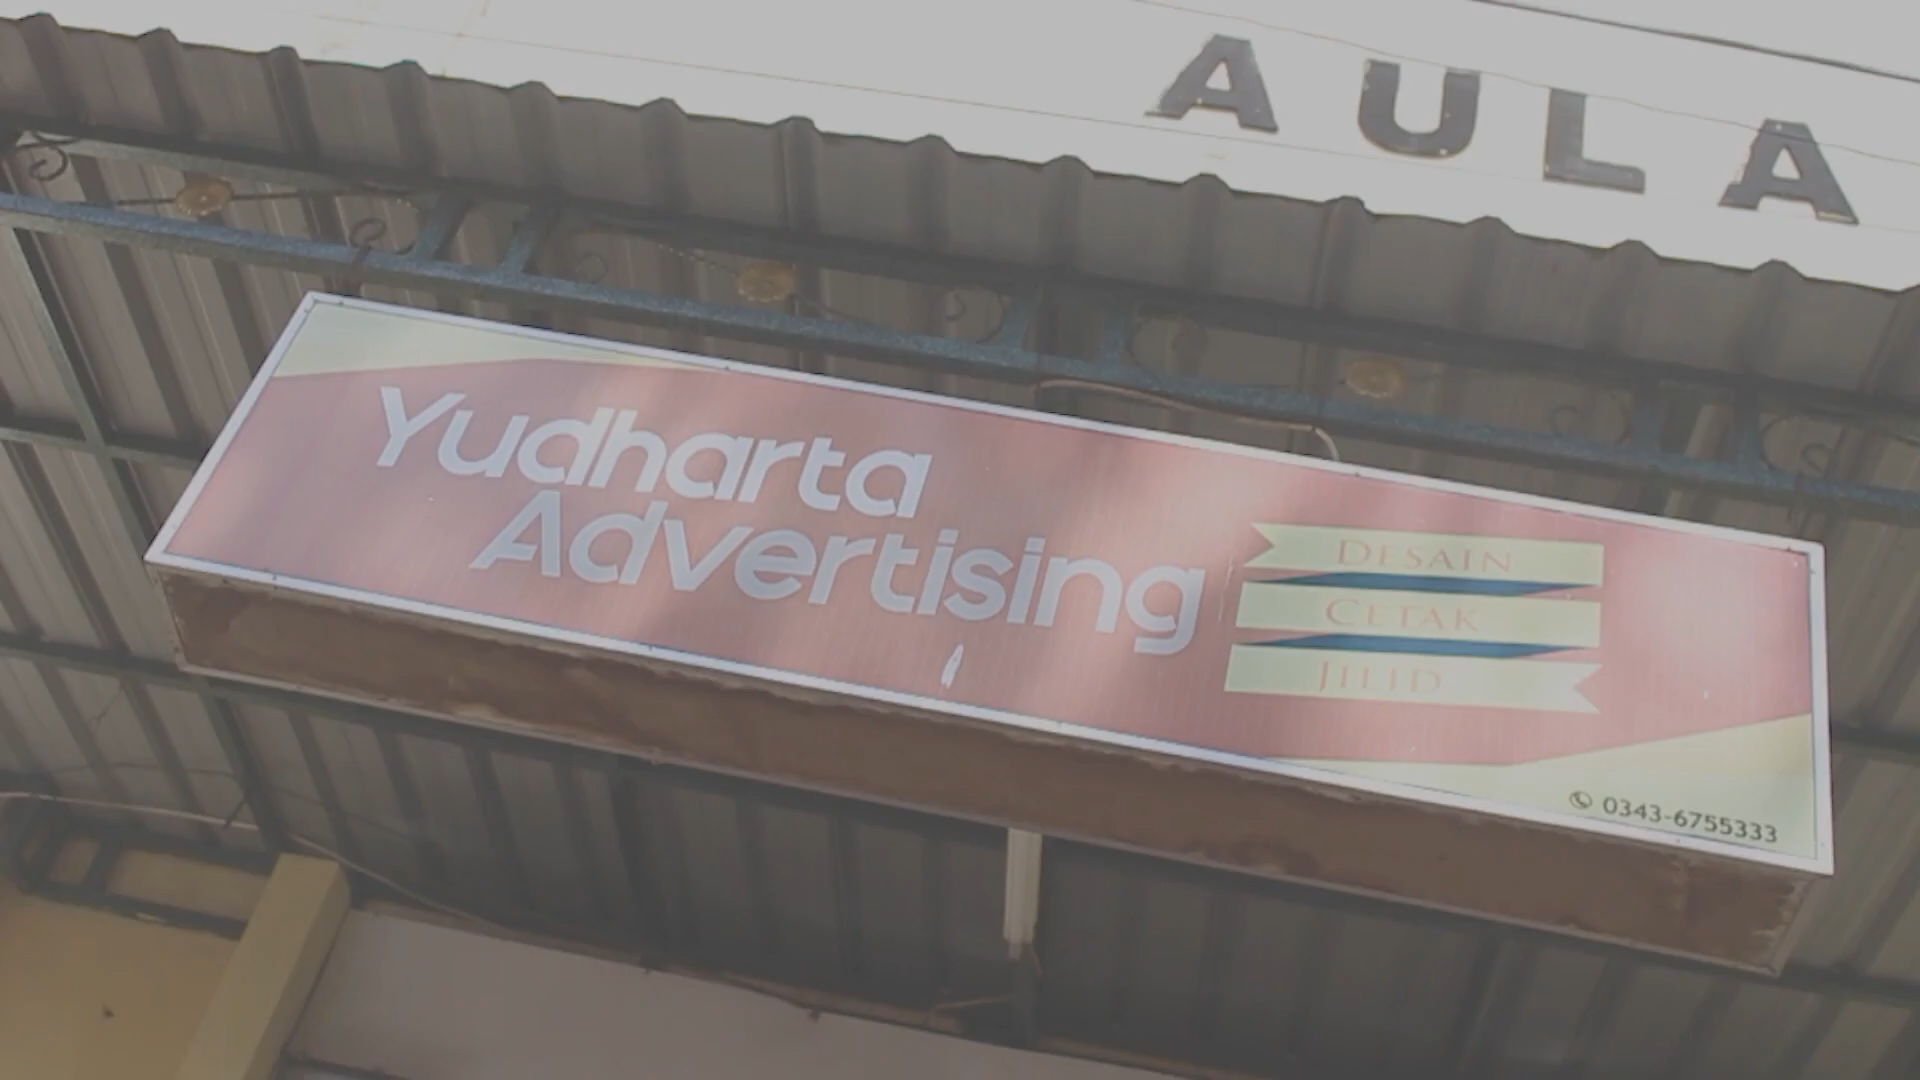 AULA
Yudharta
Advertising
DESAIN
CETAK
JILID
0343-6755333